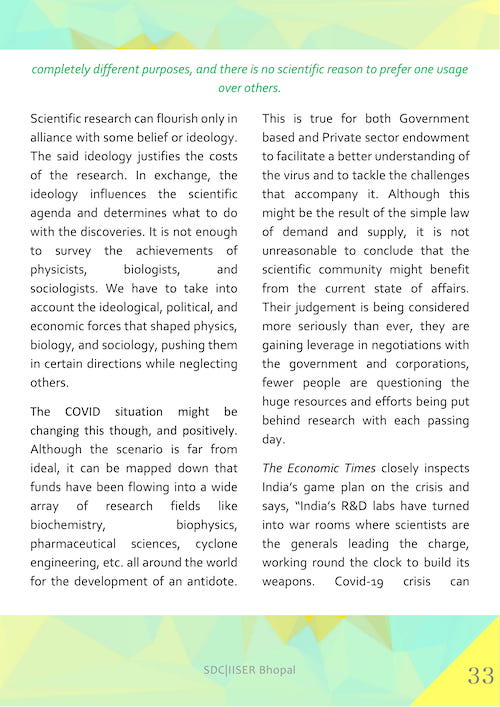 completely different purposes, and there is no scientific reason to prefer one usage
over others.
Scientific research can flourish only in
alliance with some belief or ideology.
The said ideology justifies the costs
of the research. In exchange, the
ideology influences the scientific
agenda and determines what to do
with the discoveries. It is not enough
to survey the achievements of
physicists, biologists, and
sociologists. We have to take into
account the ideological, political, and
economic forces that shaped physics,
biology, and sociology, pushing them
in certain directions while neglecting
others.
The COVID situation might be
changing this though, and positively.
Although the scenario is far from
ideal, it can be mapped down that
funds have been flowing into a wide
array of research fields like
biochemistry, biophysics,
pharmaceutical sciences, cyclone
engineering, etc. all around the world
for the development of an antidote.
This is true for both Government
based and Private sector endowment
to facilitate a better understanding of
the virus and to tackle the challenges
that accompany it. Although this
might be the result of the simple law
of demand and supply, it is not
unreasonable to conclude that the
scientific community might benefit
from the current state of affairs.
Their judgement is being considered
more seriously than ever, they are
gaining leverage in negotiations with
the government and corporations,
fewer people are questioning the
huge resources and efforts being put
behind research with each passing
day.
The Economic Times closely inspects
India's game plan on the crisis and
says, "India's R&D labs have turned
into war rooms where scientists are
the generals leading the charge,
working round the clock to build its
weapons. Covid-19 crisis can
SDC|IISER Bhopal
33